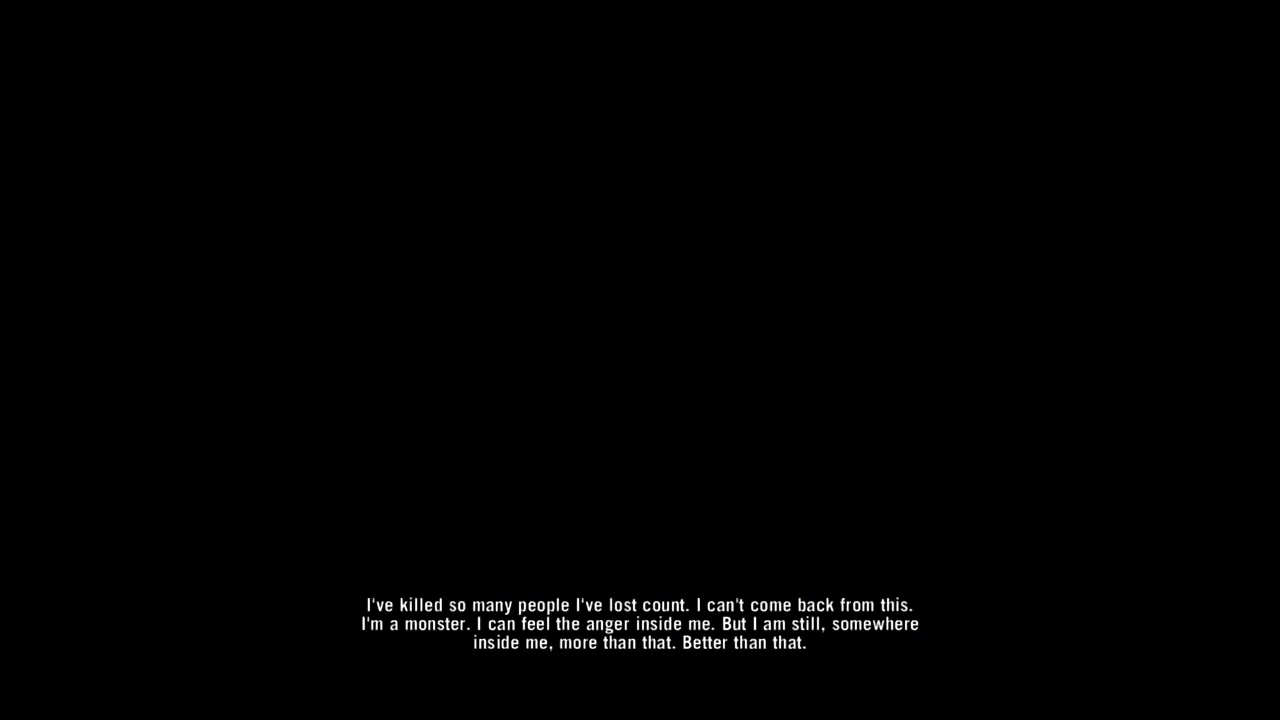 I've killed so many people I've lost count. I can't come back from this.
I'm a monster. I can feel the anger inside me. But I am still, somewhere
inside me, more than that. Better than that.